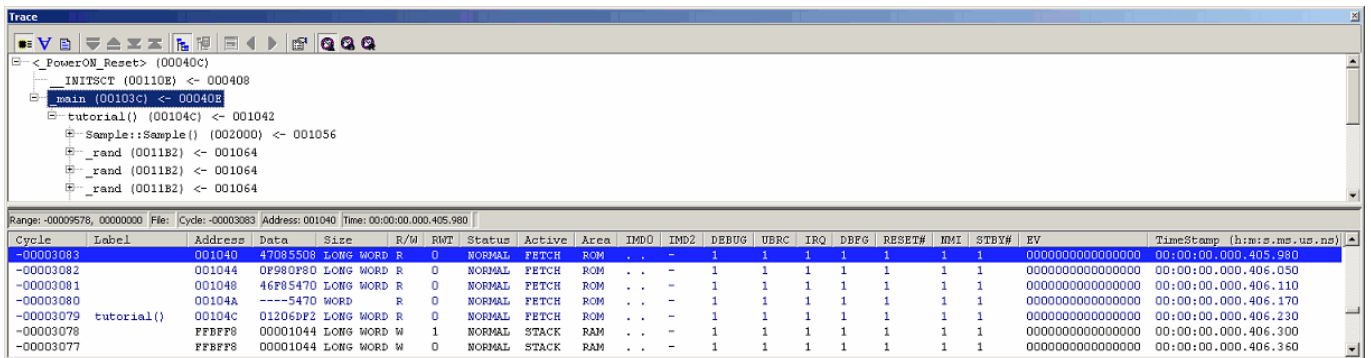 Trace
<_PowerON_Reset> (00040C)
__INITSCT (00110E) <- 000408
_main (00103C) <- 00040E
tutorial() (00104C) <- 001042
Sample::Sample() (002000) <- 001056
_rand (0011B2) <- 001064
_rand (0011B2) <- 001064
_rand (0011B2) <- 001064
Range: -00009578, 00000000 File: Cycle: -00003083 Address: 001040 Time: 00:00:00.000.405.980
Cycle Label Address Data Size R/W RWT Status Active Area IMD0 IMD2 DEBUG UBRC IRQ DBFG RESET# NMI STBY# EV TimeStamp (h:m:s.ms.us.ns)
-00003083 001040 47085508 LONG WORD R 0 NORMAL FETCH ROM . . - 1 1 1 1 1 1 1 0000000000000000 00:00:00.000.405.980
-00003082 001044 0F980F80 LONG WORD R 0 NORMAL FETCH ROM . . - 1 1 1 1 1 1 1 0000000000000000 00:00:00.000.406.050
-00003081 001048 46F85470 LONG WORD R 0 NORMAL FETCH ROM . . - 1 1 1 1 1 1 1 0000000000000000 00:00:00.000.406.110
-00003080 00104A ----5470 WORD R 0 NORMAL FETCH ROM . . - 1 1 1 1 1 1 1 0000000000000000 00:00:00.000.406.170
-00003079 tutorial() 00104C 01206DF2 LONG WORD R 0 NORMAL FETCH ROM . . - 1 1 1 1 1 1 1 0000000000000000 00:00:00.000.406.230
-00003078 FFBFF8 00001044 LONG WORD W 1 NORMAL STACK RAM . . - 1 1 1 1 1 1 1 0000000000000000 00:00:00.000.406.300
-00003077 FFBFF8 00001044 LONG WORD W 0 NORMAL STACK RAM . . - 1 1 1 1 1 1 1 0000000000000000 00:00:00.000.406.360